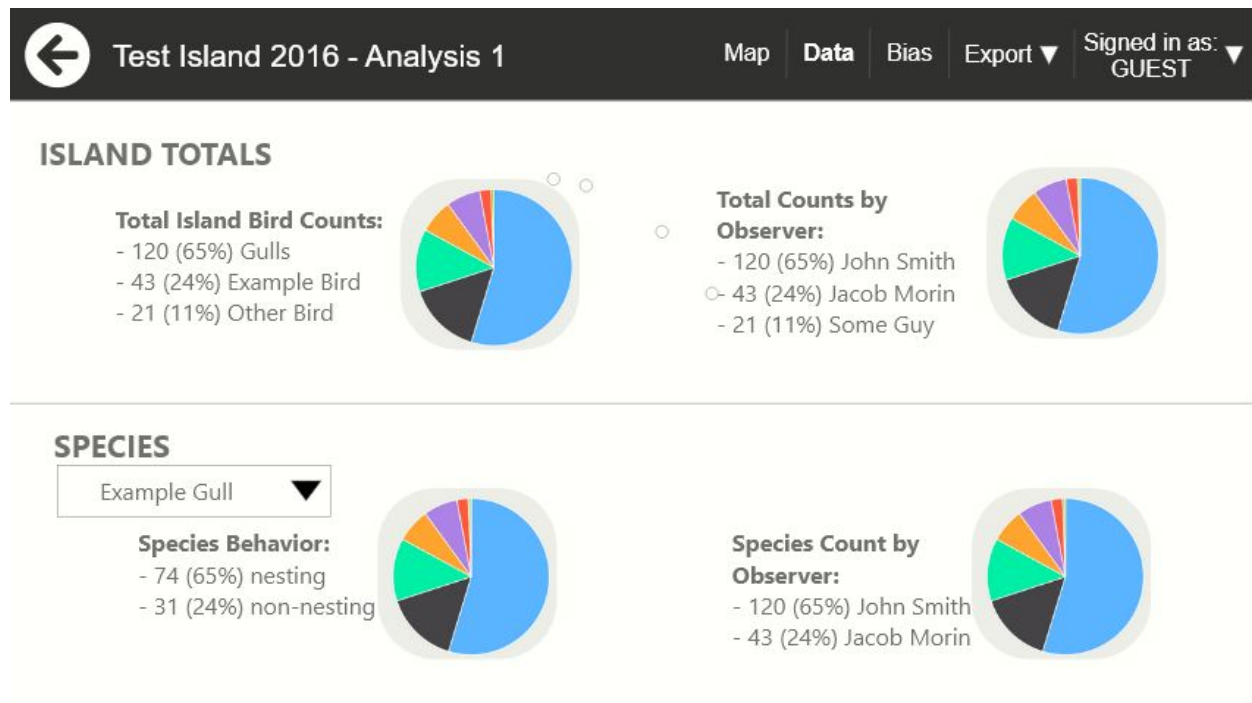 Test Island 2016 - Analysis 1
Map
Data
Bias
Export ▼
Signed in as: ▼
GUEST
ISLAND TOTALS
Total Island Bird Counts:
- 120 (65%) Gulls
- 43 (24%) Example Bird
- 21 (11%) Other Bird
Total Counts by
Observer:
- 120 (65%) John Smith
- 43 (24%) Jacob Morin
- 21 (11%) Some Guy
SPECIES
Example Gull ▼
Species Behavior:
- 74 (65%) nesting
- 31 (24%) non-nesting
Species Count by
Observer:
- 120 (65%) John Smith
- 43 (24%) Jacob Morin